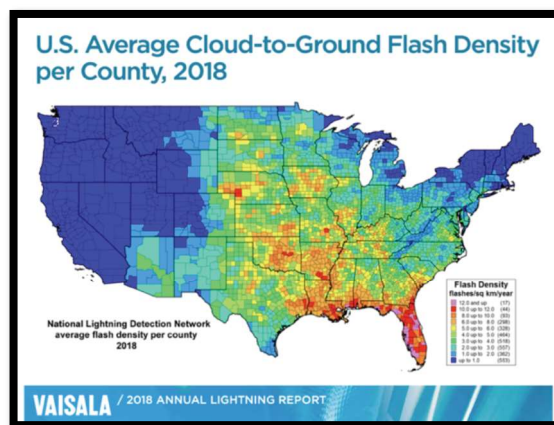 U.S. Average Cloud-to-Ground Flash Density
per County, 2018
National Lightning Detection Network
average flash density per county
2018
Flash Density
flashes/sq km/year
12.0 and up (17)
10.0 up to 12.0 (44)
8.0 up to 10.0
6.0 up to 8.0
5.0 up to 6.0
4.0 up to 5.0
3.0 up to 4.0
2.0 up to 3.0
1.0 up to 2.0
up to 1.0
VAISALA / 2018 ANNUAL LIGHTNING REPORT